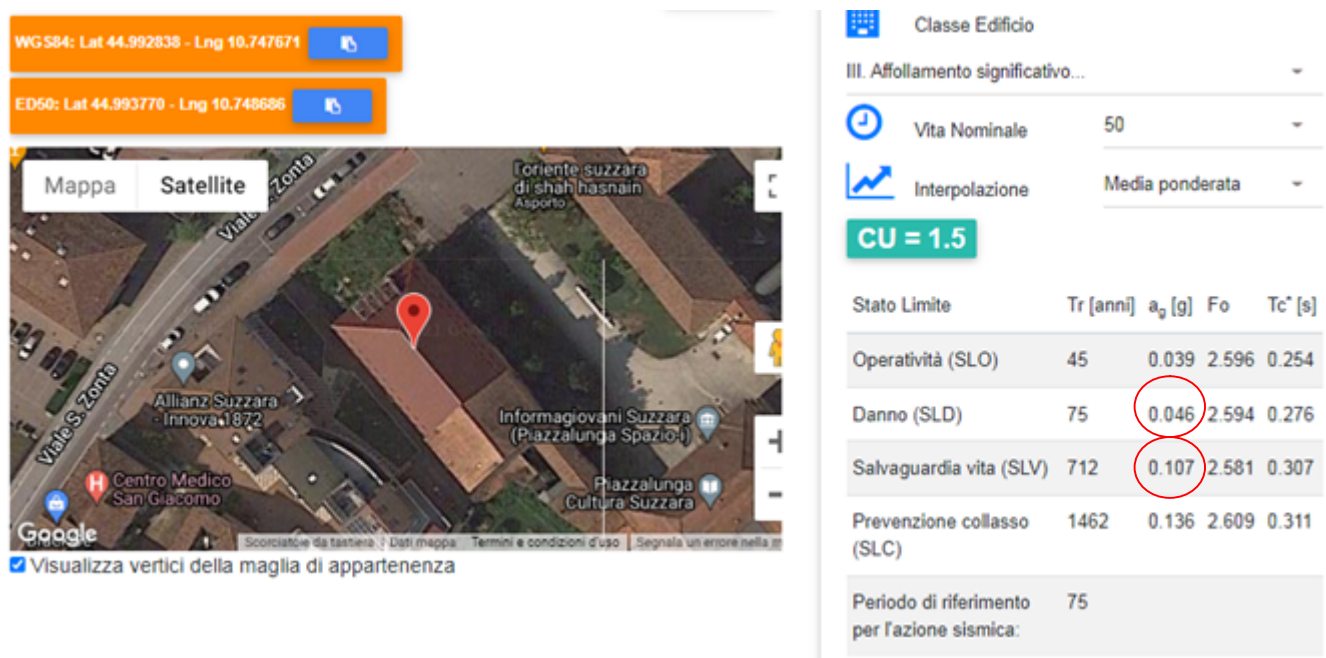 WGS84: Lat 44.992838 - Lng 10.747671
ED50: Lat 44.993770 - Lng 10.748686
Mappa Satellite
Viale S. Zonta
l'oriente suzzara
di shah hasnain
Asporto
Viale S. Zonta
Allianz Suzzara
- Innova 1872
Informagiovani Suzzara
(Piazzalunga Spazio-i)
Centro Medico
San Giacomo
Piazzalunga
Cultura Suzzara
Google
Scorciatoie da tastiera Dati mappa Termini e condizioni d'uso Segnala un errore nella
Visualizza vertici della maglia di appartenenza
Classe Edificio
III. Affollamento significativo...
Vita Nominale 50
Interpolazione Media ponderata
CU = 1.5
Stato Limite Tr [anni] ag [g] Fo Tc* [s]
Operatività (SLO) 45 0.039 2.596 0.254
Danno (SLD) 75 0.046 2.594 0.276
Salvaguardia vita (SLV) 712 0.107 2.581 0.307
Prevenzione collasso 1462 0.136 2.609 0.311
(SLC)
Periodo di riferimento 75
per l'azione sismica: